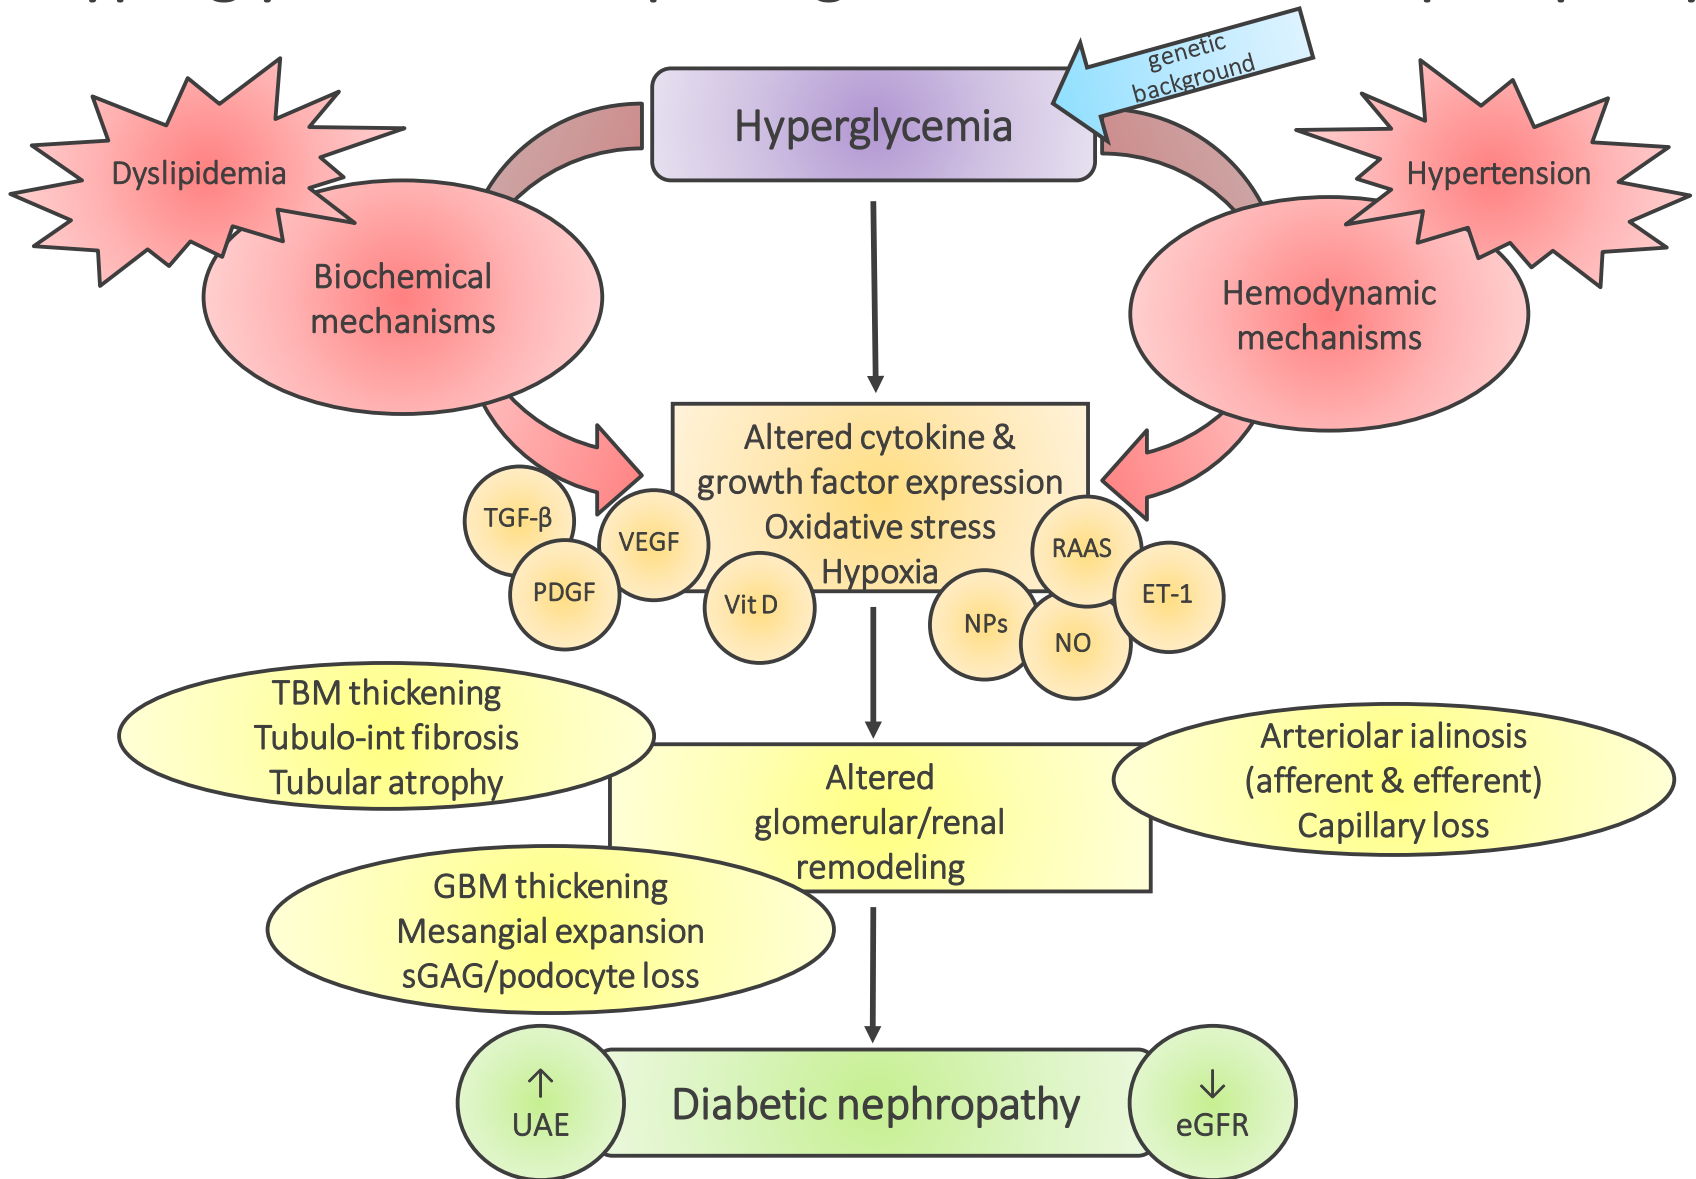 genetic
background
Hyperglycemia
Dyslipidemia
Hypertension
Biochemical
mechanisms
Hemodynamic
mechanisms
Altered cytokine &
growth factor expression
Oxidative stress
Hypoxia
TGF-β
PDGF
VEGF
Vit D
NPs
NO
RAAS
ET-1
TBM thickening
Tubulo-int fibrosis
Tubular atrophy
Altered
glomerular/renal
remodeling
Arteriolar ialinosis
(afferent & efferent)
Capillary loss
GBM thickening
Mesangial expansion
sGAG/podocyte loss
↑
UAE
Diabetic nephropathy
↓
eGFR